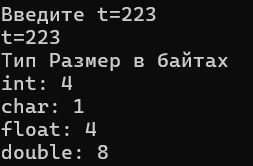 Введите t=223
t=223
Тип Размер в байтах
int: 4
char: 1
float: 4
double: 8